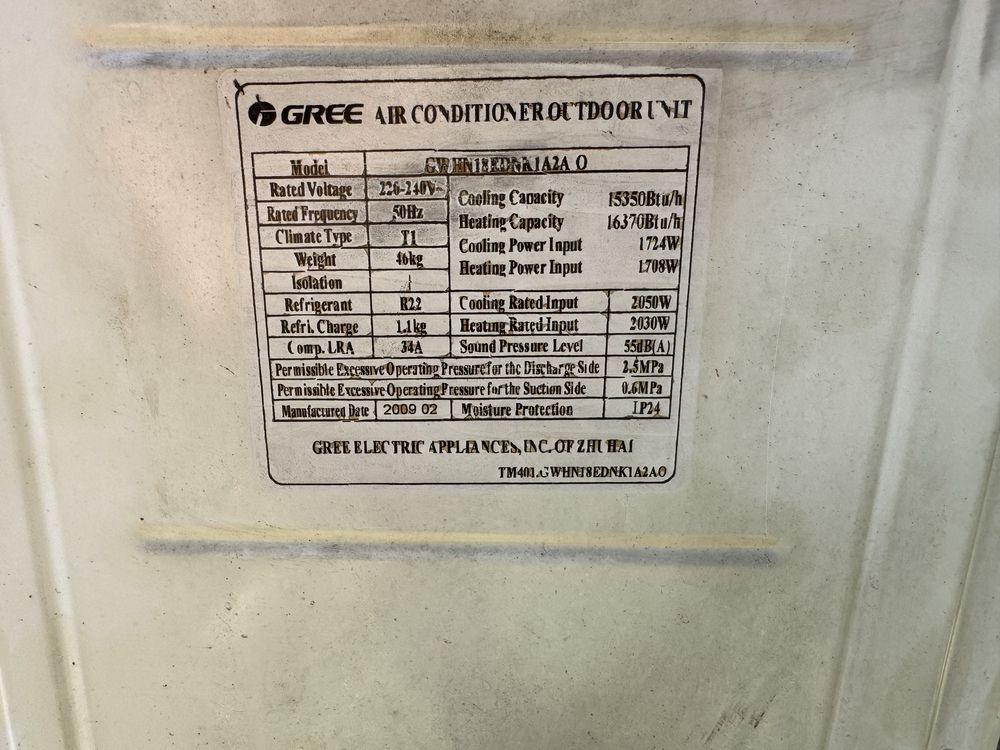 GREE AIR CONDITIONER OUTDOOR UNIT
Model GWHN18EDNK1A2A O
Rated Voltage 220-240V~
Cooling Capacity 15350Btu/h
Rated Frequency 50Hz
Heating Capacity 16370Btu/h
Climate Type T1
Cooling Power Input 1724W
Weight 46kg
Heating Power Input 1708W
Isolation I
Refrigerant R22 Cooling Rated Input 2050W
Refri. Charge 1.1kg Heating Rated Input 2030W
Comp. LRA 34A Sound Pressure Level 55dB(A)
Permissible Excessive Operating Pressure for the Discharge Side 2.5MPa
Permissible Excessive Operating Pressure for the Suction Side 0.6MPa
Manufactured Date 2009 02 Moisture Protection IP24
GREE ELECTRIC APPLIANCES, INC. OF ZHUHAI
TM401.GWHN18EDNK1A2AO